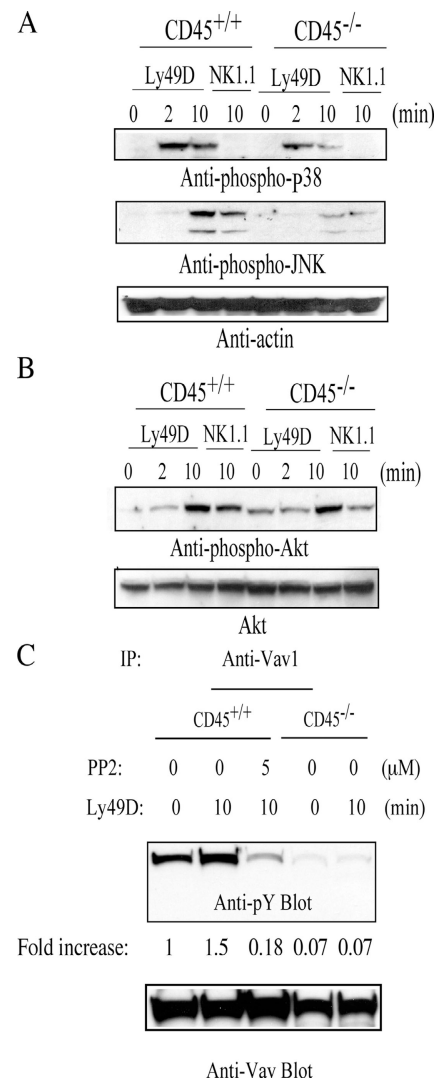 A
CD45+/+ CD45-/-
Ly49D NK1.1 Ly49D NK1.1
0 2 10 10 0 2 10 10 (min)
Anti-phospho-p38
Anti-phospho-JNK
Anti-actin
B
CD45+/+ CD45-/-
Ly49D NK1.1 Ly49D NK1.1
0 2 10 10 0 2 10 10 (min)
Anti-phospho-Akt
Akt
C
IP: Anti-Vav1
CD45+/+ CD45-/-
PP2: 0 0 5 0 0 (μM)
Ly49D: 0 10 10 0 10 (min)
Anti-pY Blot
Fold increase: 1 1.5 0.18 0.07 0.07
Anti-Vav Blot